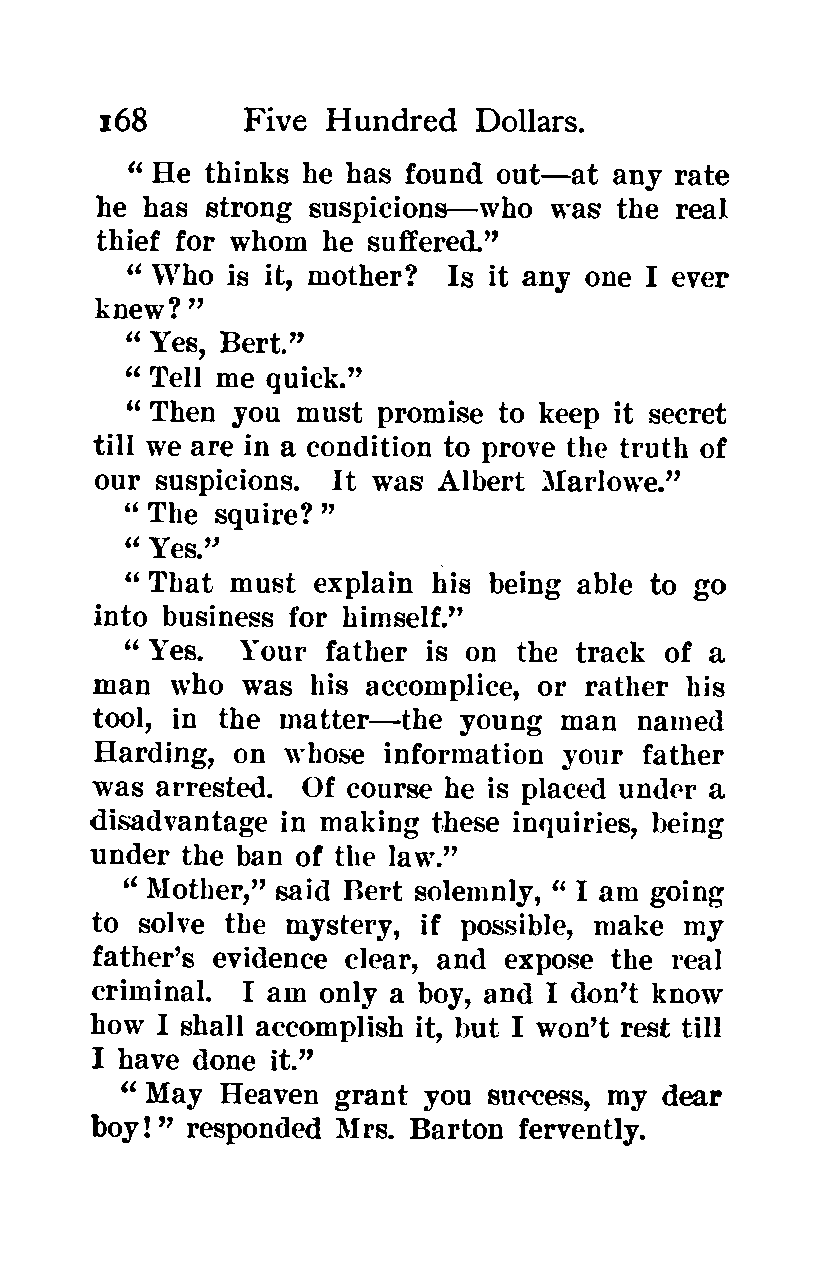 168 Five Hundred Dollars.
“ He thinks he has found out—at any rate
he has strong suspicions—who was the real
thief for whom he suffered.”
“ Who is it, mother? Is it any one I ever
knew? ”
“ Yes, Bert.”
“ Tell me quick.”
“ Then you must promise to keep it secret
till we are in a condition to prove the truth of
our suspicions. It was Albert Marlowe.”
“ The squire? ”
“ Yes.”
“ That must explain his being able to go
into business for himself.”
“ Yes. Your father is on the track of a
man who was his accomplice, or rather his
tool, in the matter—the young man named
Harding, on whose information your father
was arrested. Of course he is placed under a
disadvantage in making these inquiries, being
under the ban of the law.”
“ Mother,” said Bert solemnly, “ I am going
to solve the mystery, if possible, make my
father’s evidence clear, and expose the real
criminal. I am only a boy, and I don’t know
how I shall accomplish it, but I won’t rest till
I have done it.”
“ May Heaven grant you success, my dear
boy! ” responded Mrs. Barton fervently.